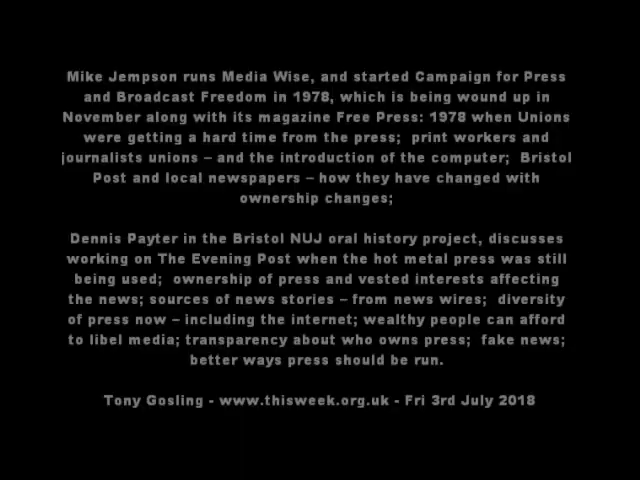 Mike Jempson runs Media Wise, and started Campaign for Press
and Broadcast Freedom in 1978, which is being wound up in
November along with its magazine Free Press: 1978 when Unions
were getting a hard time from the press;  print workers and
journalists unions – and the introduction of the computer;  Bristol
Post and local newspapers – how they have changed with
ownership changes;

Dennis Payter in the Bristol NUJ oral history project, discusses
working on The Evening Post when the hot metal press was still
being used;  ownership of press and vested interests affecting
the news; sources of news stories – from news wires;  diversity
of press now – including the internet; wealthy people can afford
to libel media; transparency about who owns press;  fake news;
better ways press should be run.

Tony Gosling - www.thisweek.org.uk - Fri 3rd July 2018